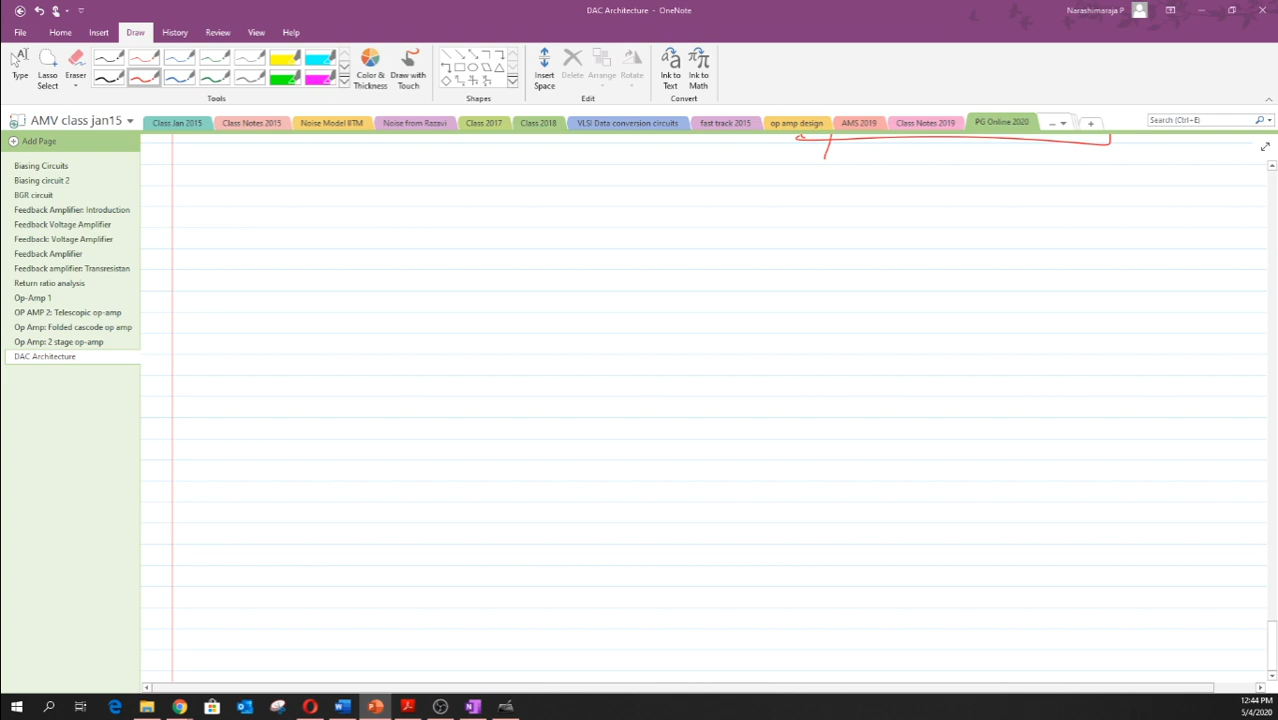 DAC Architecture - OneNote
Narashimaraja P
File Home Insert Draw History Review View Help
Type
Lasso Select
Eraser
Color & Thickness
Draw with Touch
Insert Space
Delete
Arrange
Rotate
Ink to Text
Ink to Math
Tools Shapes Edit Convert
AMV class jan15
Class Jan 2015 Class Notes 2015 Noise Model IITM Noise from Razavi Class 2017 Class 2018 VLSI Data conversion circuits fast track 2015 op amp design AMS 2019 Class Notes 2019 PG Online 2020
Search (Ctrl+E)
Add Page
Biasing Circuits
Biasing circuit 2
BGR circuit
Feedback Amplifier: Introduction
Feedback Voltage Amplifier
Feedback: Voltage Amplifier
Feedback Amplifier
Feedback amplifier: Transresistan
Return ratio analysis
Op-Amp 1
OP AMP 2: Telescopic op-amp
Op Amp: Folded cascode op amp
Op Amp: 2 stage op-amp
DAC Architecture
12:44 PM
5/4/2020